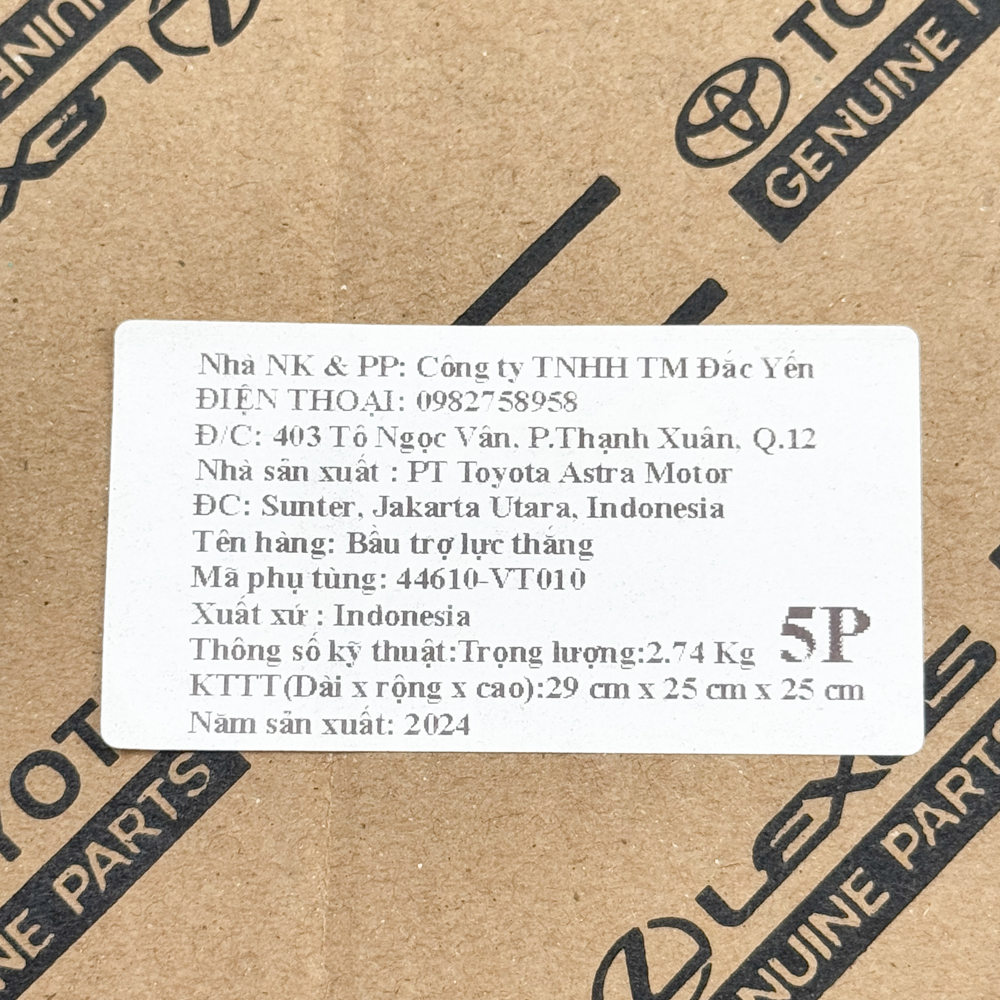 GENUINE
Nhà NK & PP: Công ty TNHH TM Đắc Yến
ĐIỆN THOẠI: 0982758958
Đ/C: 403 Tô Ngọc Vân, P.Thạnh Xuân, Q.12
Nhà sản xuất : PT Toyota Astra Motor
ĐC: Sunter, Jakarta Utara, Indonesia
Tên hàng: Bầu trợ lực thắng
Mã phụ tùng: 44610-VT010
Xuất xứ : Indonesia
5P
Thông số kỹ thuật:Trọng lượng:2.74 Kg
KTTT(Dài x rộng x cao):29 cm x 25 cm x 25 cm
Năm sản xuất: 2024
PARTS
LEXUS